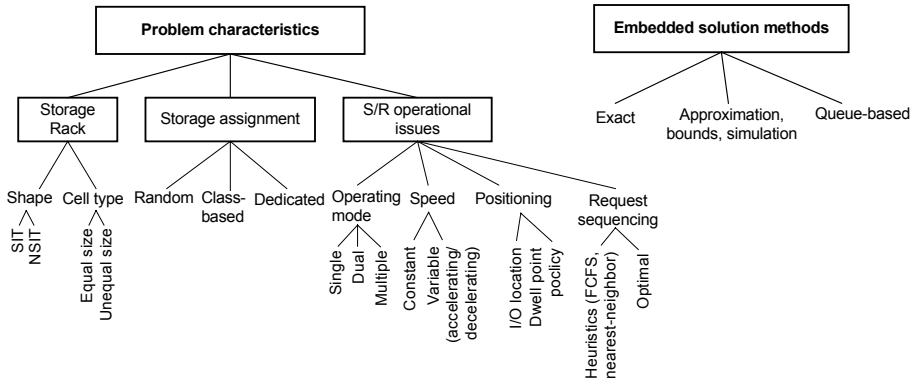 Problem characteristics
Embedded solution methods
Storage
Rack
Storage assignment
S/R operational
issues
Exact
Approximation,
bounds, simulation
Queue-based
Shape
Cell type
Random
Class-
based
Dedicated
Operating
mode
Speed
Positioning
Request
sequencing
SIT
NSIT
Equal size
Unequal size
Single
Dual
Multiple
Constant
Variable
(accelerating/
decelerating)
I/O location
Dwell point
poclicy
Heuristics (FCFS,
nearest-neighbor)
Optimal